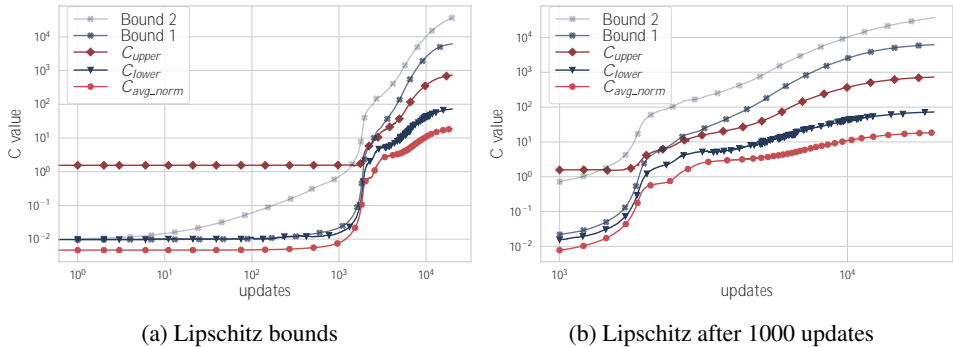 Bound 2
Bound 1
C_upper
C_lower
C_avg_norm
C value
10^4
10^3
10^2
10^1
10^0
10^−1
10^−2
10^0
10^1
10^2
10^3
10^4
updates
(a) Lipschitz bounds
Bound 2
Bound 1
C_upper
C_lower
C_avg_norm
C value
10^4
10^3
10^2
10^1
10^0
10^−1
10^−2
10^3
10^4
updates
(b) Lipschitz after 1000 updates